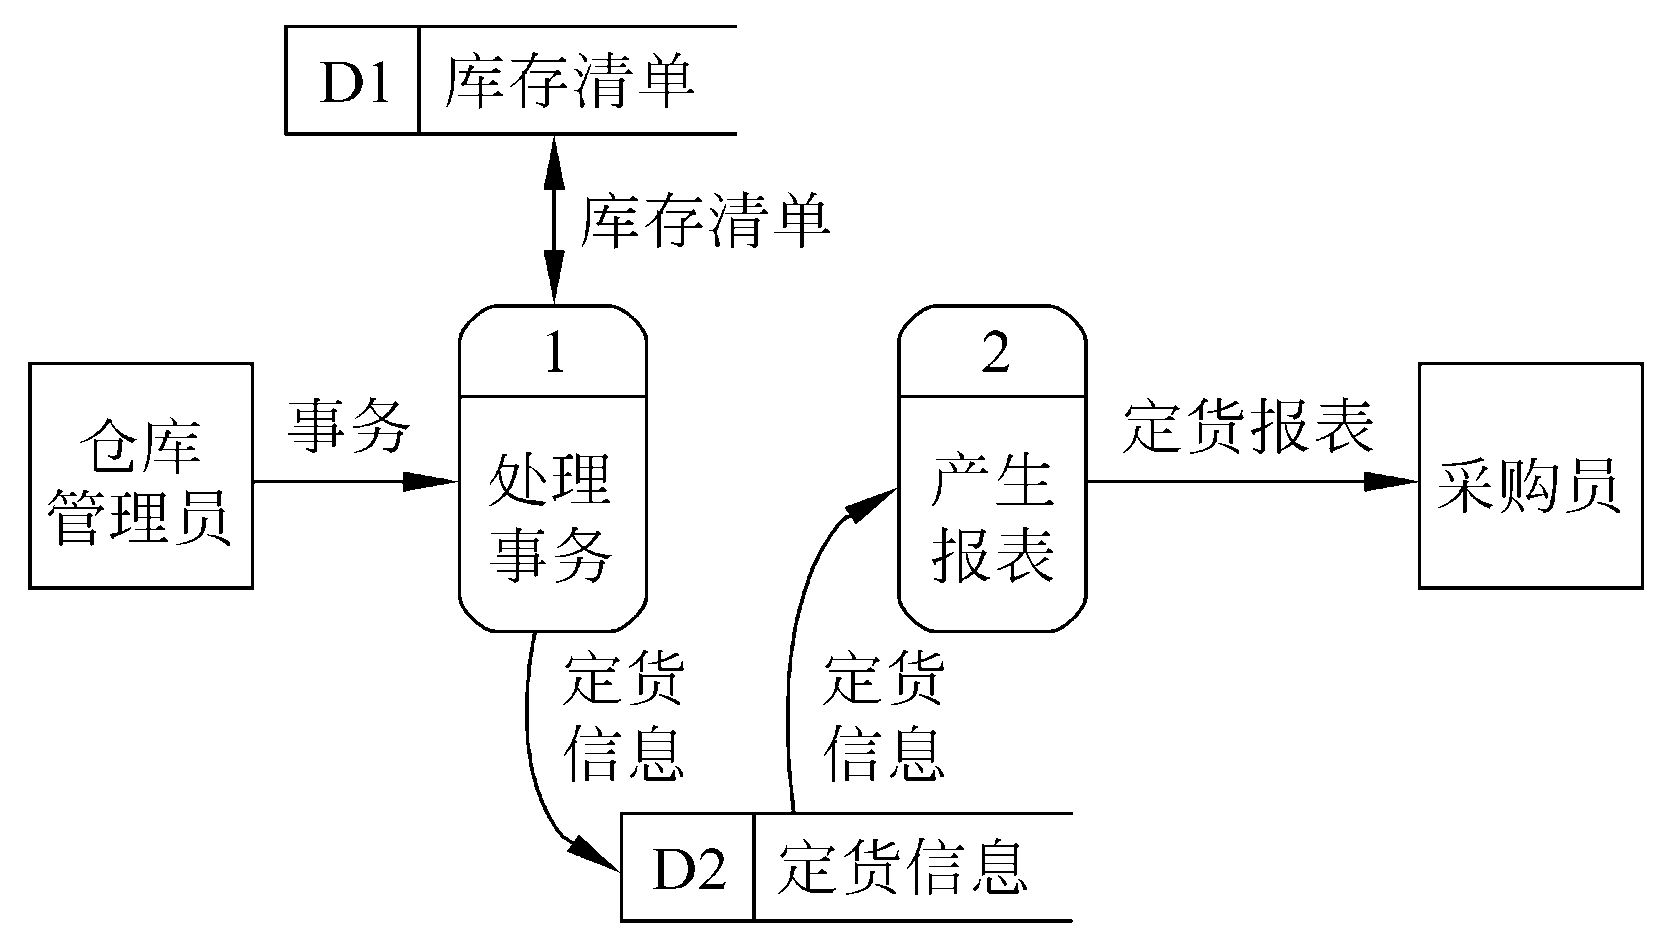 D1 库存清单
库存清单
1
2
仓库
管理员
事务
处理
事务
产生
报表
定货报表
采购员
定货
信息
定货
信息
D2 定货信息